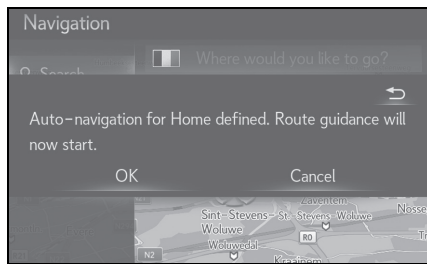 Navigation
Search
Where would you like to go?
Auto-navigation for Home defined. Route guidance will
now start.
OK
Cancel
Zaventem
Sint-Stevens-
St.-Stevens-Woluwe
Woluwe
Nosse
R0
Woluwedal
N2
Kraainem